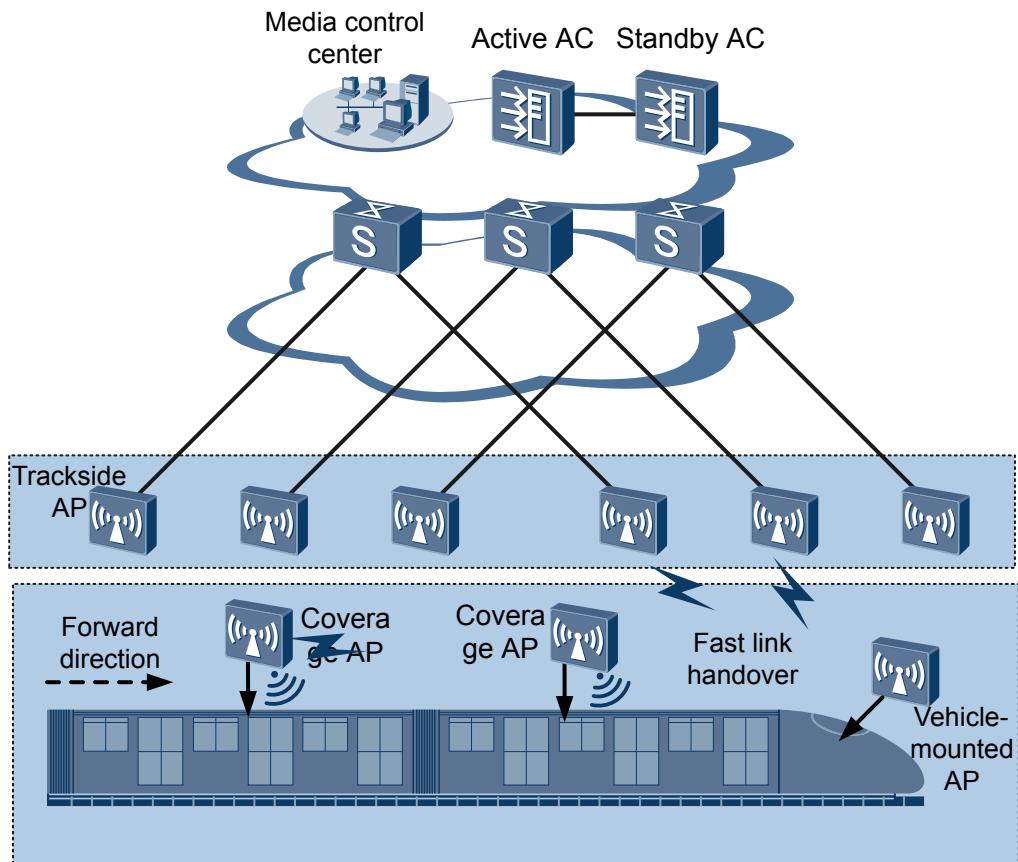 Media control
center
Active AC
Standby AC
S
S
S
Trackside
AP
Forward
direction
Covera
ge AP
Covera
ge AP
Fast link
handover
Vehicle-
mounted
AP